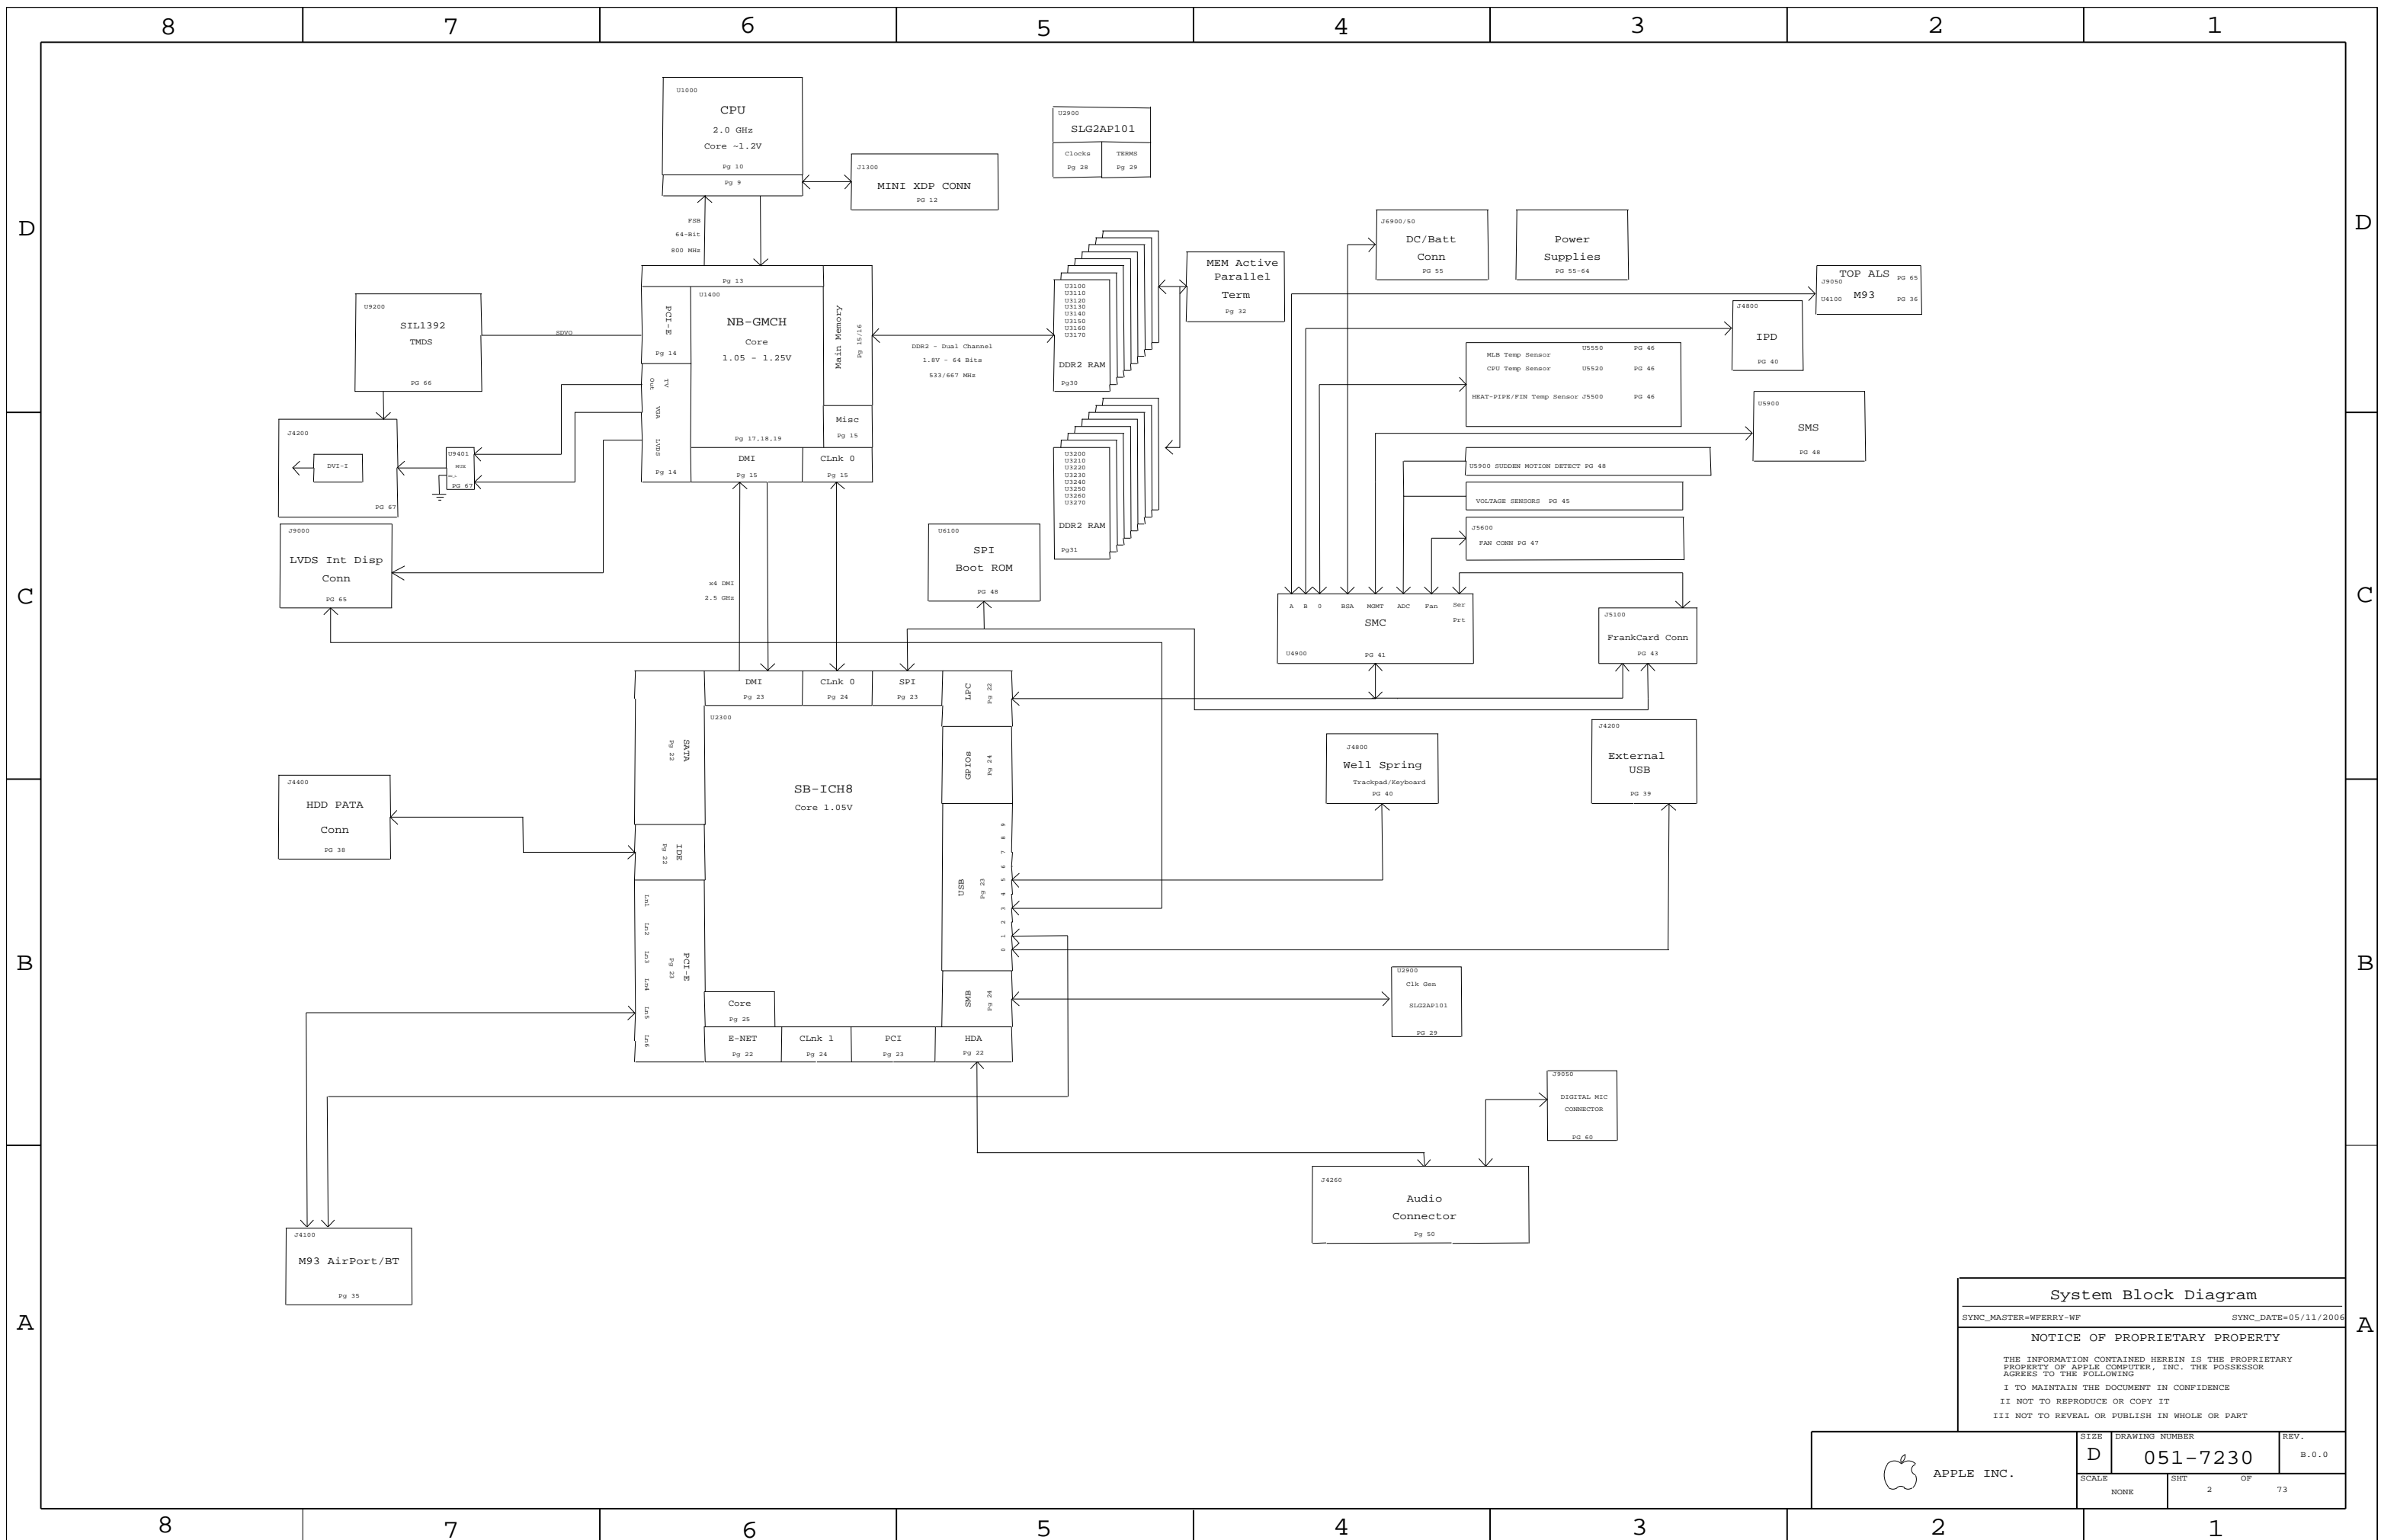 8 7 6 5 4 3 2 1
D
C
B
A
U1000
CPU
2.0 GHz
Core ~1.2V
Pg 10
Pg 9
J1300
MINI XDP CONN
PG 12
U2900
SLG2AP101
Clocks
Pg 28
TERMS
Pg 29
FSB
64-Bit
800 MHz
Pg 13
U1400
NB-GMCH
Core
1.05 - 1.25V
Pg 17,18,19
PCI-E
Pg 14
TV
Out
VGA
LVDS
Pg 14
Main Memory
Pg 15/16
Misc
Pg 15
DMI
Pg 15
CLnk 0
Pg 15
U9200
SIL1392
TMDS
PG 66
SDVO
DDR2 - Dual Channel
1.8V - 64 Bits
533/667 MHz
U3100
U3110
U3120
U3130
U3140
U3150
U3160
U3170
DDR2 RAM
Pg30
U3200
U3210
U3220
U3230
U3240
U3250
U3260
U3270
DDR2 RAM
Pg31
MEM Active
Parallel
Term
Pg 32
J6900/50
DC/Batt
Conn
PG 55
Power
Supplies
PG 55-64
TOP ALS PG 65
J9050
U4100 M93 PG 36
J4800
IPD
PG 40
MLB Temp Sensor U5550 PG 46
CPU Temp Sensor U5520 PG 46
HEAT-PIPE/FIN Temp Sensor J5500 PG 46
U5900
SMS
PG 48
U5900 SUDDEN MOTION DETECT PG 48
VOLTAGE SENSORS PG 45
J5600
FAN CONN PG 47
J4200
DVI-I
PG 67
U9401
PG 67
J9000
LVDS Int Disp
Conn
PG 65
x4 DMI
2.5 GHz
U6100
SPI
Boot ROM
PG 48
A B 0 BSA MGMT ADC Fan Ser
Prt
SMC
U4900
PG 41
J5100
FrankCard Conn
PG 43
DMI
Pg 23
CLnk 0
Pg 24
SPI
Pg 23
LPC
Pg 22
U2300
SB-ICH8
Core 1.05V
SATA
Pg 22
IDE
Pg 22
PCI-E
Pg 23
Ln1
Ln2
Ln3
Ln4
Ln5
Ln6
GPIOs
Pg 24
USB
Pg 23
9
8
7
6
5
4
3
2
1
0
SMB
Pg 24
Core
Pg 25
E-NET
Pg 22
CLnk 1
Pg 24
PCI
Pg 23
HDA
Pg 22
J4400
HDD PATA
Conn
PG 38
J4800
Well Spring
Trackpad/Keyboard
PG 40
J4200
External
USB
PG 39
U2900
Clk Gen
SLG2AP101
PG 29
J9050
DIGITAL MIC
CONNECTOR
PG 60
J4260
Audio
Connector
Pg 50
J4100
M93 AirPort/BT
Pg 35
System Block Diagram
SYNC_MASTER=WFERRY-WF SYNC_DATE=05/11/2006
NOTICE OF PROPRIETARY PROPERTY
THE INFORMATION CONTAINED HEREIN IS THE PROPRIETARY
PROPERTY OF APPLE COMPUTER, INC. THE POSSESSOR
AGREES TO THE FOLLOWING
I TO MAINTAIN THE DOCUMENT IN CONFIDENCE
II NOT TO REPRODUCE OR COPY IT
III NOT TO REVEAL OR PUBLISH IN WHOLE OR PART
APPLE INC.
SIZE
D
DRAWING NUMBER
051-7230
REV.
B.0.0
SCALE
NONE
SHT OF
2 73
D
C
B
A
8 7 6 5 4 3 2 1